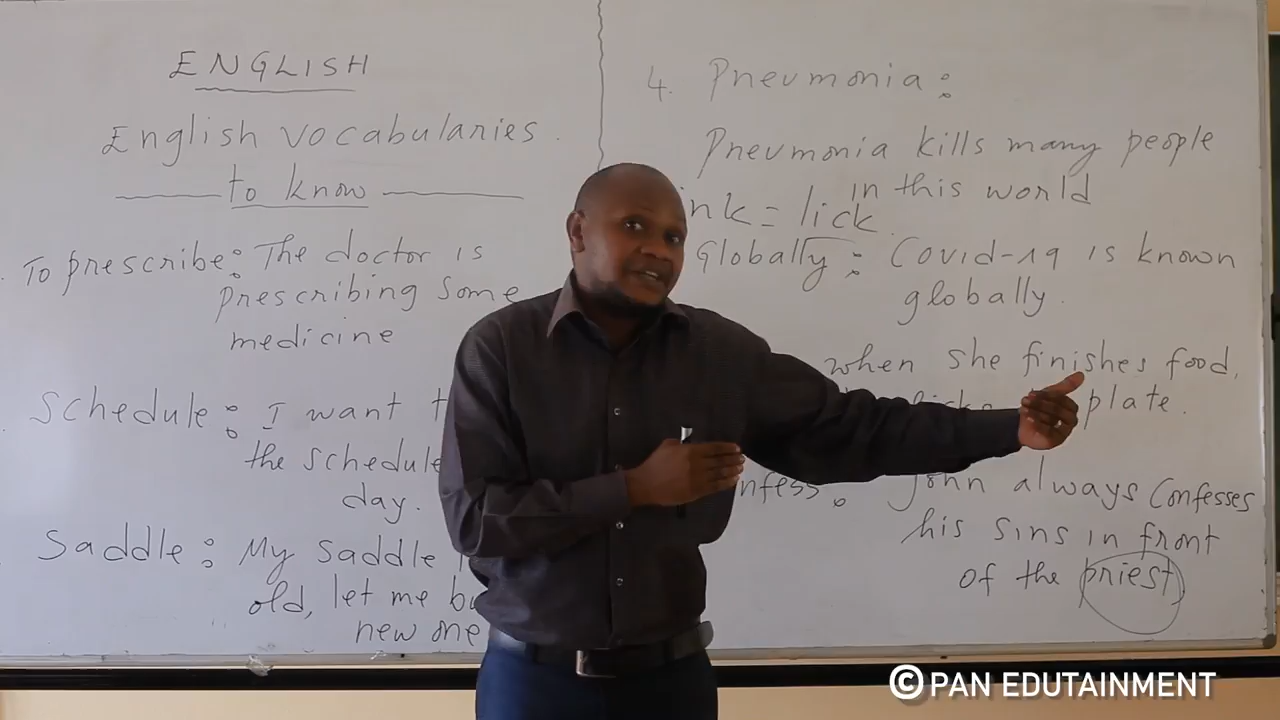 ENGLISH
English vocabularies
to know
To prescribe: The doctor is
prescribing some
medicine
Schedule: I want
the schedule
day.
Saddle: My saddle
old, let me
new one
4. Pneumonia:
Pneumonia kills many people
in this world
= lick
Globally: Covid-19 is known
globally.
when she finishes food,
plate.
John always confesses
his sins in front
of the priest
© PAN EDUTAINMENT